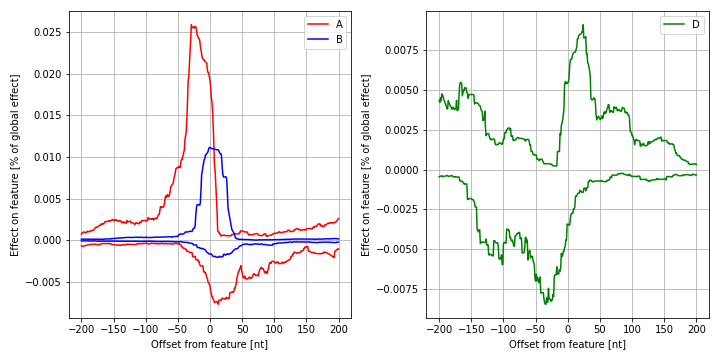 A
B
0.025
0.020
0.015
0.010
0.005
0.000
−0.005
−200 −150 −100 −50 0 50 100 150 200
Offset from feature [nt]
Effect on feature [% of global effect]
D
0.0075
0.0050
0.0025
0.0000
−0.0025
−0.0050
−0.0075
−200 −150 −100 −50 0 50 100 150 200
Offset from feature [nt]
Effect on feature [% of global effect]